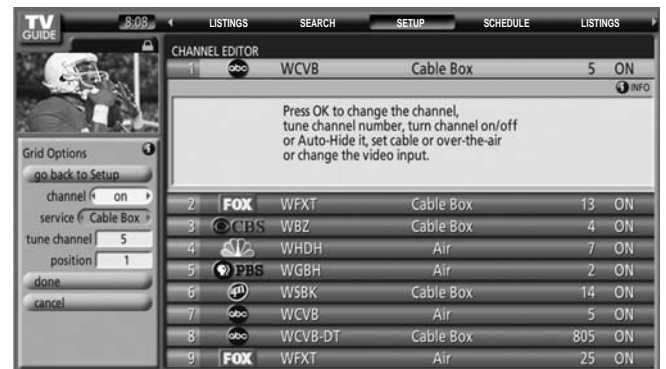 TV GUIDE 8:08 LISTINGS SEARCH SETUP SCHEDULE LISTINGS
CHANNEL EDITOR
1 abc WCVB Cable Box 5 ON
i INFO
Press OK to change the channel,
tune channel number, turn channel on/off
or Auto-Hide it, set cable or over-the-air
or change the video input.
Grid Options i
go back to Setup
channel on
service Cable Box
tune channel 5
position 1
done
cancel
2 FOX WFXT Cable Box 13 ON
3 CBS WBZ Cable Box 4 ON
4 WHDH Air 7 ON
5 PBS WGBH Air 2 ON
6 WSBK Cable Box 14 ON
7 abc WCVB Air 5 ON
8 abc WCVB-DT Cable Box 805 ON
9 FOX WFXT Air 25 ON